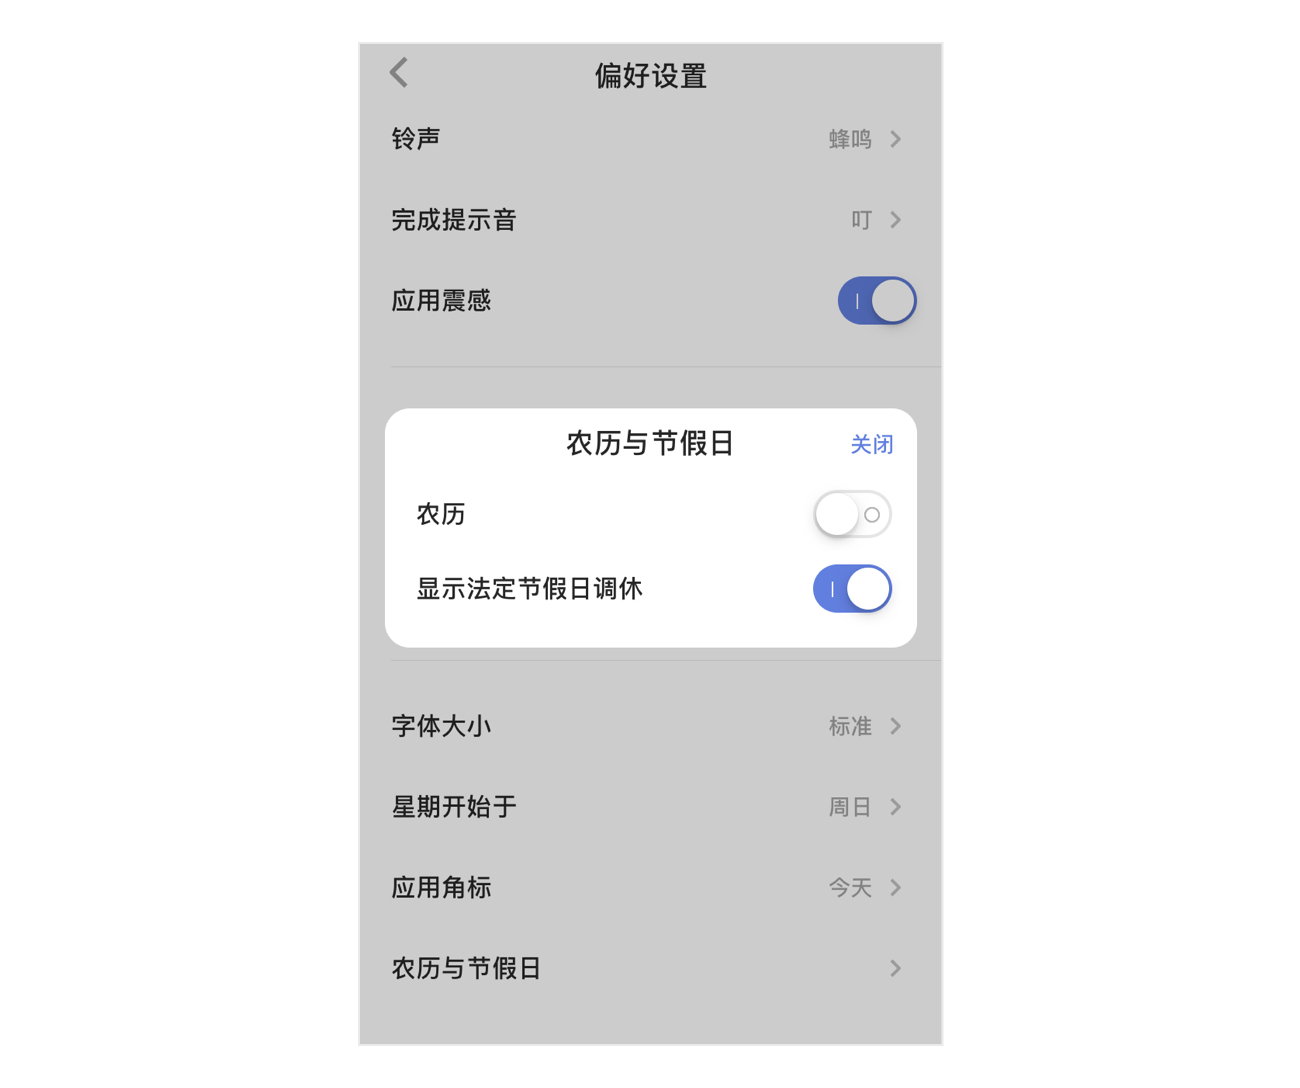 偏好设置
铃声 蜂鸣
完成提示音 叮
应用震感
农历与节假日 关闭
农历
显示法定节假日调休
字体大小 标准
星期开始于 周日
应用角标 今天
农历与节假日